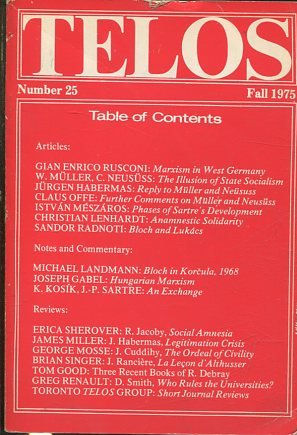 TELOS
Number 25 Fall 1975
Table of Contents
Articles:
GIAN ENRICO RUSCONI: Marxism in West Germany
W. MÜLLER, C. NEUSÜSS: The Illusion of State Socialism
JÜRGEN HABERMAS: Reply to Müller and Neüsuss
CLAUS OFFE: Further Comments on Müller and Neusüss
ISTVÁN MÉSZÁROS: Phases of Sartre's Development
CHRISTIAN LENHARDT: Anamnestic Solidarity
SANDOR RADNOTI: Bloch and Lukács
Notes and Commentary:
MICHAEL LANDMANN: Bloch in Korčula, 1968
JOSEPH GABEL: Hungarian Marxism
K. KOSÍK, J.-P. SARTRE: An Exchange
Reviews:
ERICA SHEROVER: R. Jacoby, Social Amnesia
JAMES MILLER: J. Habermas, Legitimation Crisis
GEORGE MOSSE: J. Cuddihy, The Ordeal of Civility
BRIAN SINGER: J. Rancière, La Leçon d'Althusser
TOM GOOD: Three Recent Books of R. Debray
GREG RENAULT: D. Smith, Who Rules the Universities?
TORONTO TELOS GROUP: Short Journal Reviews